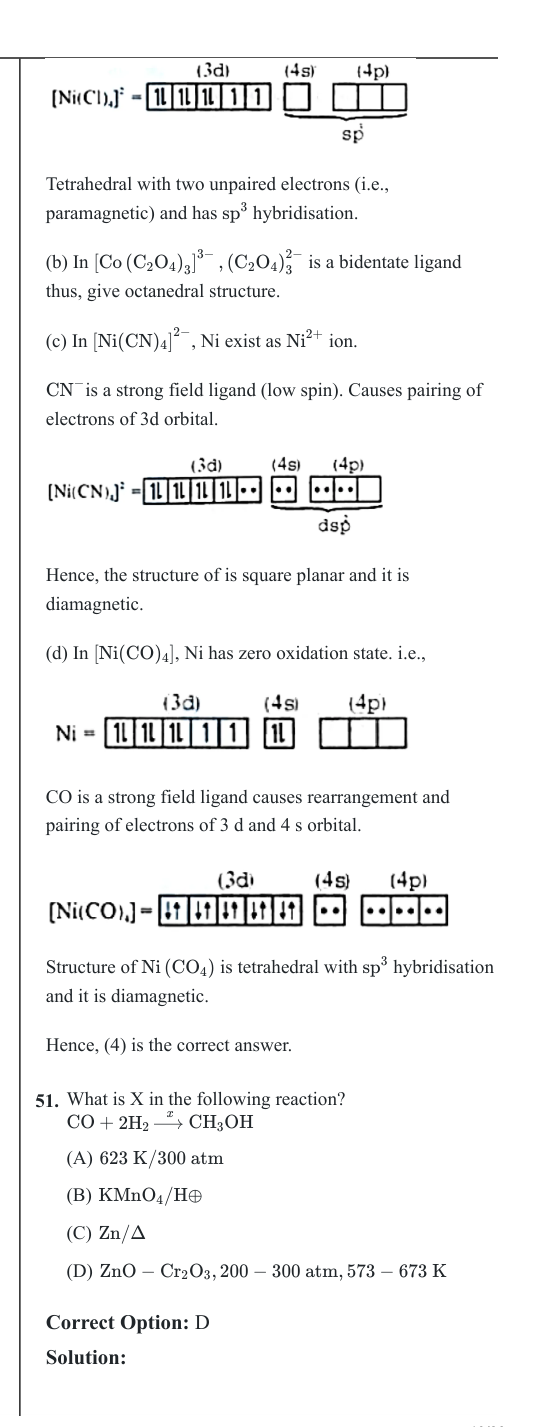 (3d) (4s) (4p)
[Ni(Cl)₄]² = 1l 1l 1l 1 1
sp³
Tetrahedral with two unpaired electrons (i.e.,
paramagnetic) and has sp³ hybridisation.
(b) In [Co (C₂O₄)₃]³⁻ , (C₂O₄)₃²⁻ is a bidentate ligand
thus, give octanedral structure.
(c) In [Ni(CN)₄]²⁻, Ni exist as Ni²⁺ ion.
CN⁻ is a strong field ligand (low spin). Causes pairing of
electrons of 3d orbital.
(3d) (4s) (4p)
[Ni(CN)₄]² = 1l 1l 1l 1l •• •• •• ••
dsp²
Hence, the structure of is square planar and it is
diamagnetic.
(d) In [Ni(CO)₄], Ni has zero oxidation state. i.e.,
(3d) (4s) (4p)
Ni = 1l 1l 1l 1 1 1l
CO is a strong field ligand causes rearrangement and
pairing of electrons of 3 d and 4 s orbital.
(3d) (4s) (4p)
[Ni(CO)₄] = ↓↑ ↓↑ ↓↑ ↓↑ ↓↑ •• •• •• ••
Structure of Ni (CO₄) is tetrahedral with sp³ hybridisation
and it is diamagnetic.
Hence, (4) is the correct answer.
51. What is X in the following reaction?
CO + 2H₂ —x→ CH₃OH
(A) 623 K/300 atm
(B) KMnO₄/H⊕
(C) Zn/Δ
(D) ZnO − Cr₂O₃, 200 − 300 atm, 573 − 673 K
Correct Option: D
Solution: